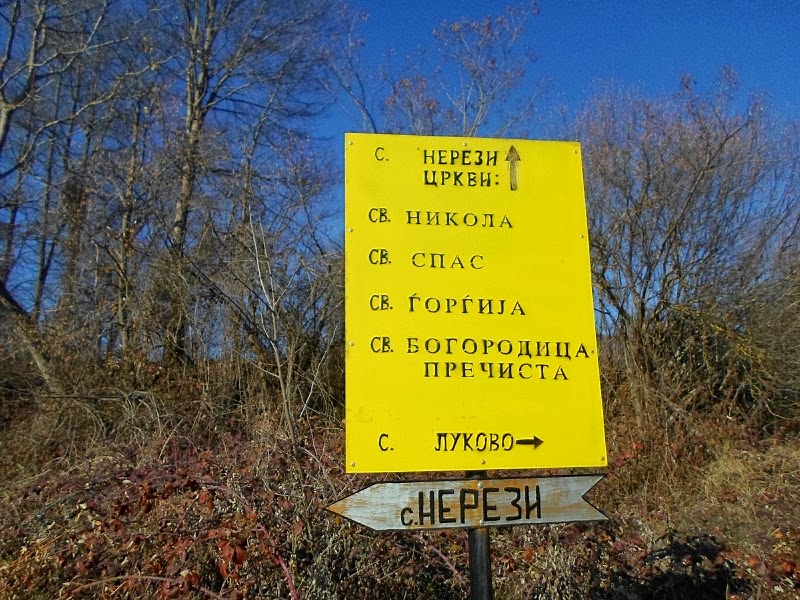 С. НЕРЕЗИ
ЦРКВИ:
СВ. НИКОЛА
СВ. СПАС
СВ. ЃОРЃИЈА
СВ. БОГОРОДИЦА
ПРЕЧИСТА
С. ЛУКОВО
с. НЕРЕЗИ